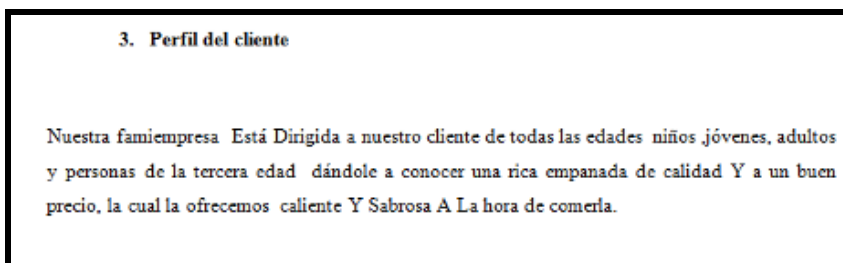 3. Perfil del cliente
Nuestra famiempresa Está Dirigida a nuestro cliente de todas las edades niños ,jóvenes, adultos
y personas de la tercera edad dándole a conocer una rica empanada de calidad Y a un buen
precio, la cual la ofrecemos caliente Y Sabrosa A La hora de comerla.